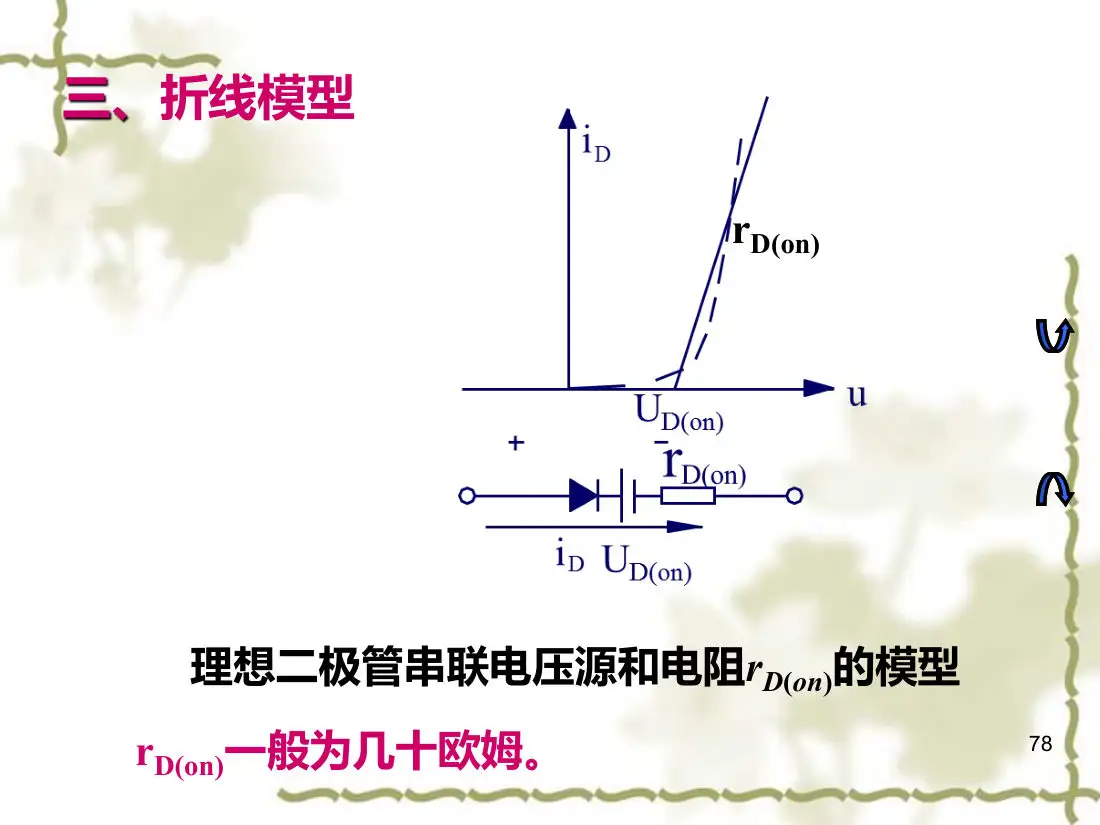 三、折线模型
iD
rD(on)
u
UD(on)
+ −
rD(on)
iD UD(on)
理想二极管串联电压源和电阻rD(on)的模型
rD(on)一般为几十欧姆。
78